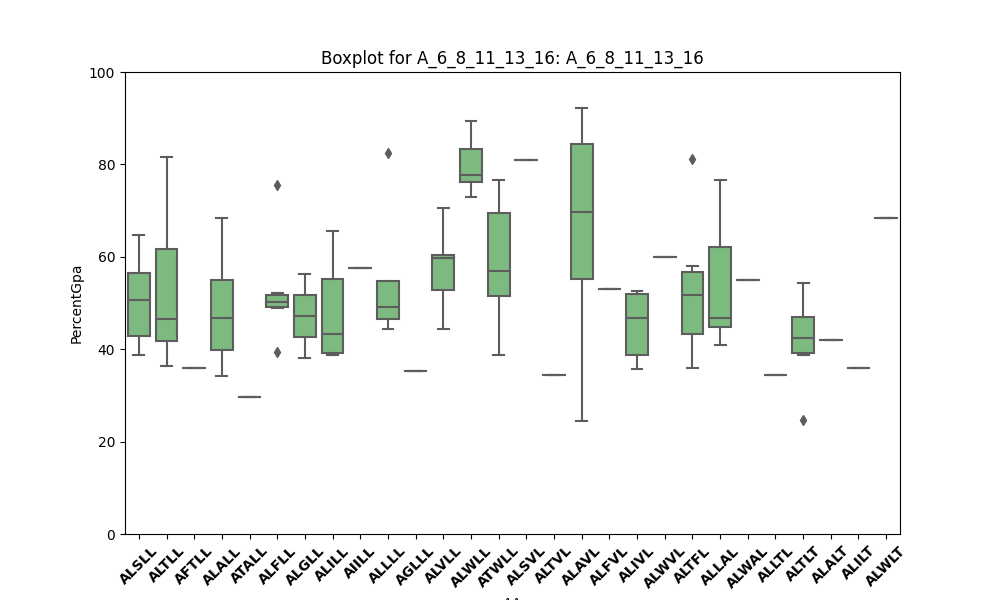 Boxplot for A_6_8_11_13_16: A_6_8_11_13_16
PercentGpa
100
80
60
40
20
0
ALSLL
ALTLL
AFTLL
ALALL
ATALL
ALFLL
ALGLL
ALILL
AIILL
ALLLL
AGLLL
ALVLL
ALWLL
ATWLL
ALSVL
ALTVL
ALAVL
ALFVL
ALIVL
ALWVL
ALTFL
ALLAL
ALWAL
ALLTL
ALTLT
ALALT
ALILT
ALWLT